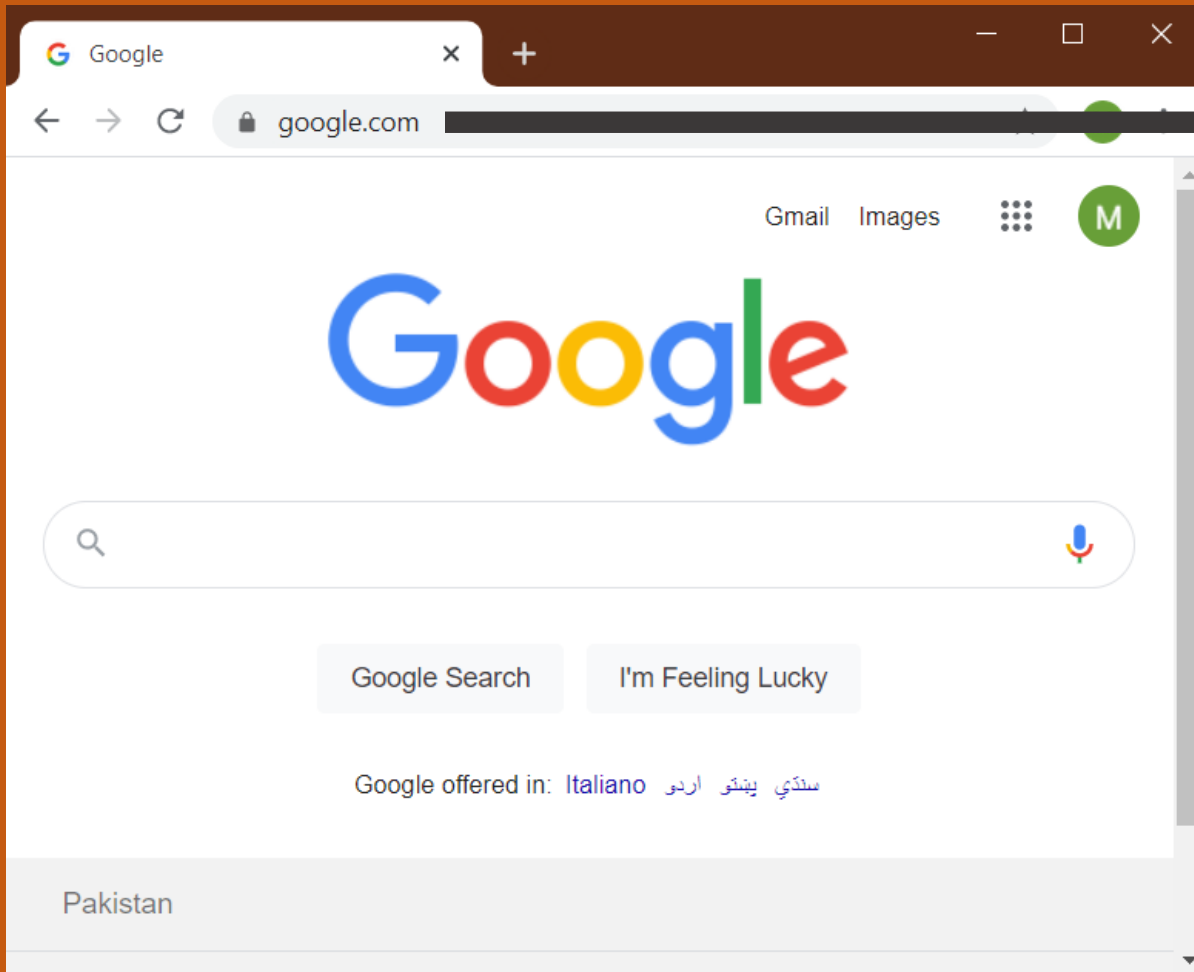 Google
google.com
Gmail Images M
Google
Google Search I'm Feeling Lucky
Google offered in: Italiano اردو پښتو سنڌي
Pakistan